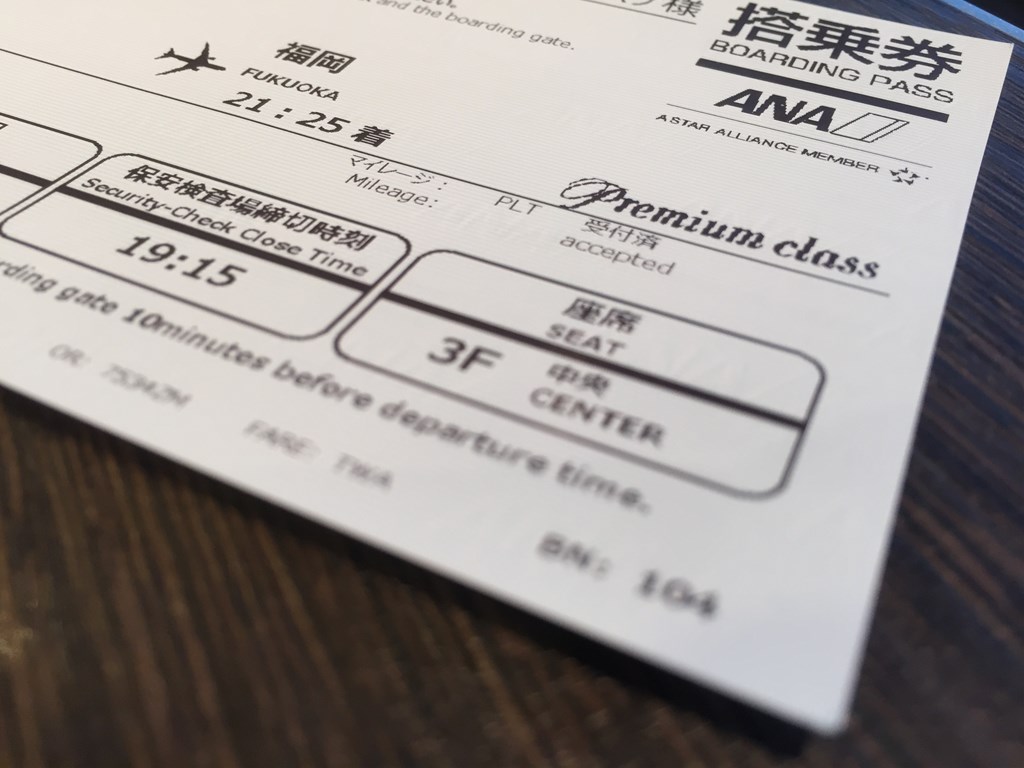 様
and the boarding gate.
搭乗券
BOARDING PASS
ANA
A STAR ALLIANCE MEMBER
福岡
FUKUOKA
21:25 着
マイレージ:
Mileage:
PLT
受付済
accepted
Premium class
保安検査場締切時刻
Security-Check Close Time
19:15
座席
SEAT
3F
中央
CENTER
rding gate 10minutes before departure time.
FARE: TWA
BN: 104